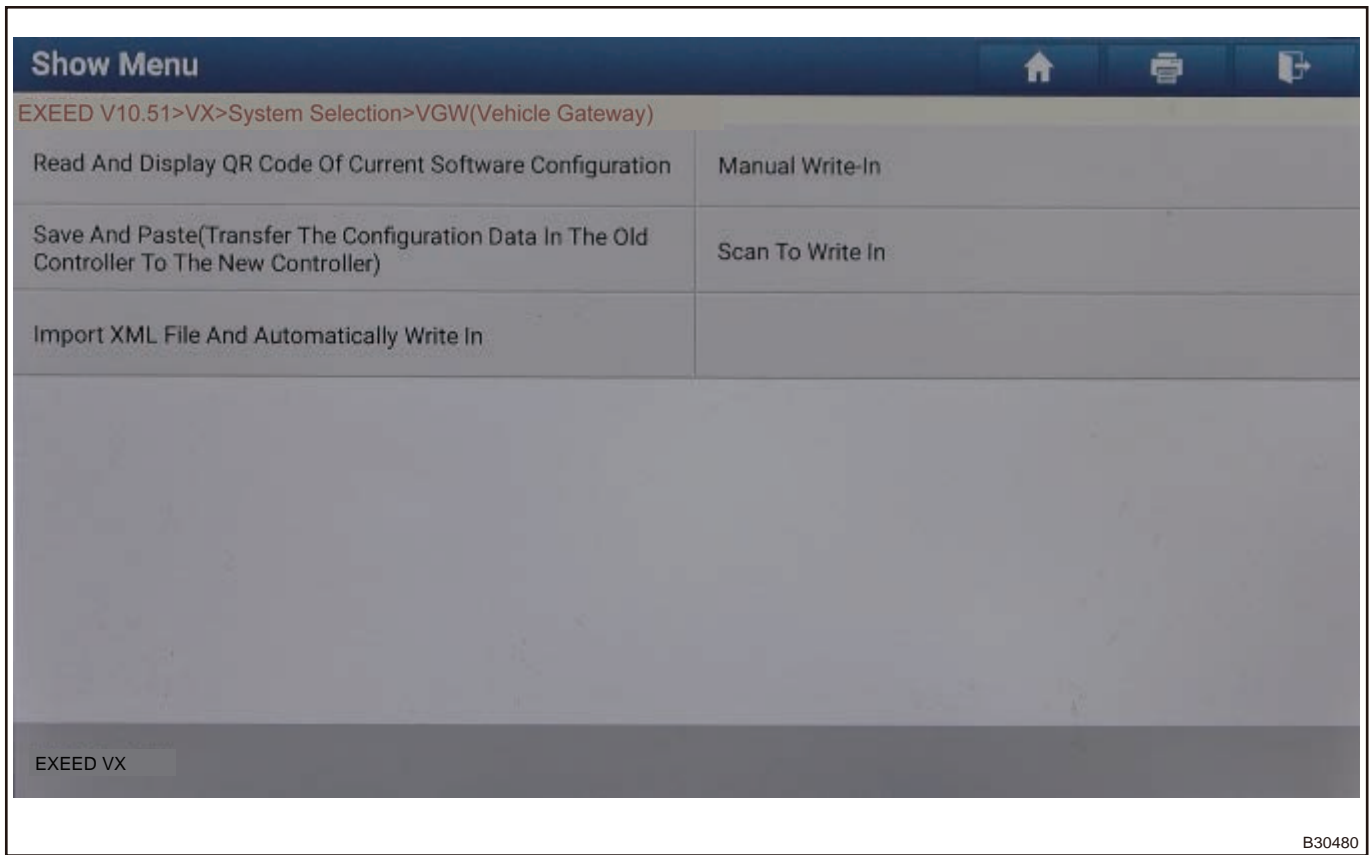 Show Menu
EXEED V10.51>VX>System Selection>VGW(Vehicle Gateway)
Read And Display QR Code Of Current Software Configuration
Manual Write-In
Save And Paste(Transfer The Configuration Data In The Old
Controller To The New Controller)
Scan To Write In
Import XML File And Automatically Write In
EXEED VX
B30480